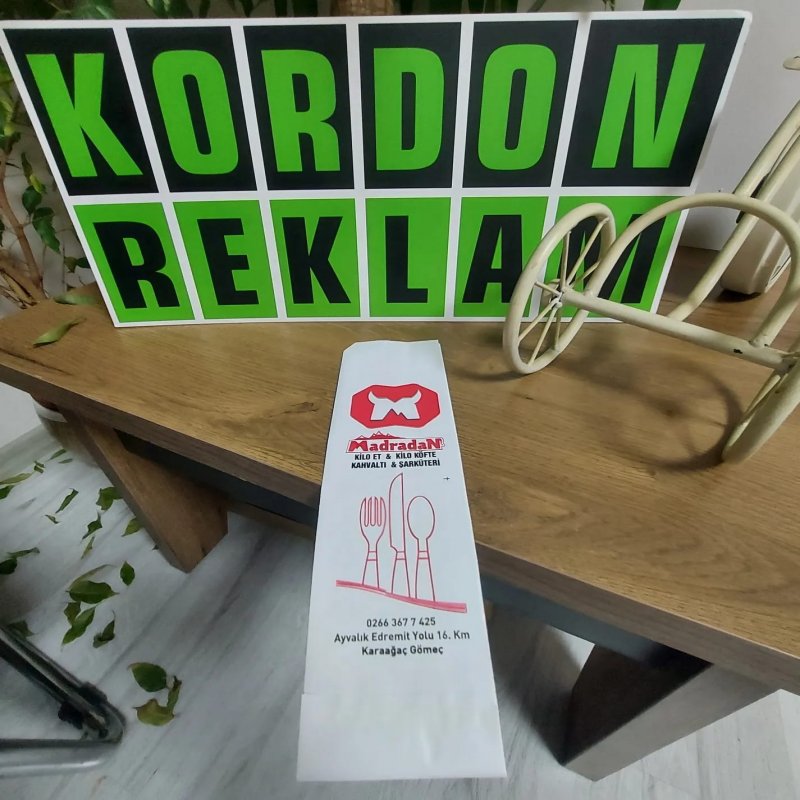 KORDON
REKLAM
MadradaN
KİLO ET & KİLO KÖFTE
KAHVALTI & ŞARKÜTERİ
0266 367 7 425
Ayvalık Edremit Yolu 16. Km
Karaağaç Gömeç